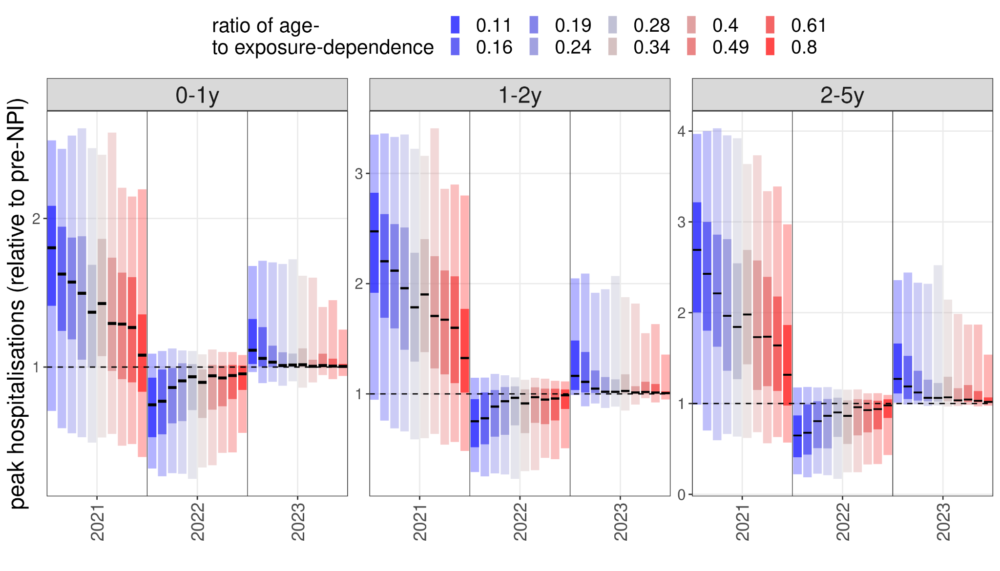 ratio of age-
to exposure-dependence
0.11 0.19 0.28 0.4 0.61
0.16 0.24 0.34 0.49 0.8
0-1y 1-2y 2-5y
peak hospitalisations (relative to pre-NPI)
2
1
3
2
1
4
3
2
1
0
2021 2022 2023 2021 2022 2023 2021 2022 2023